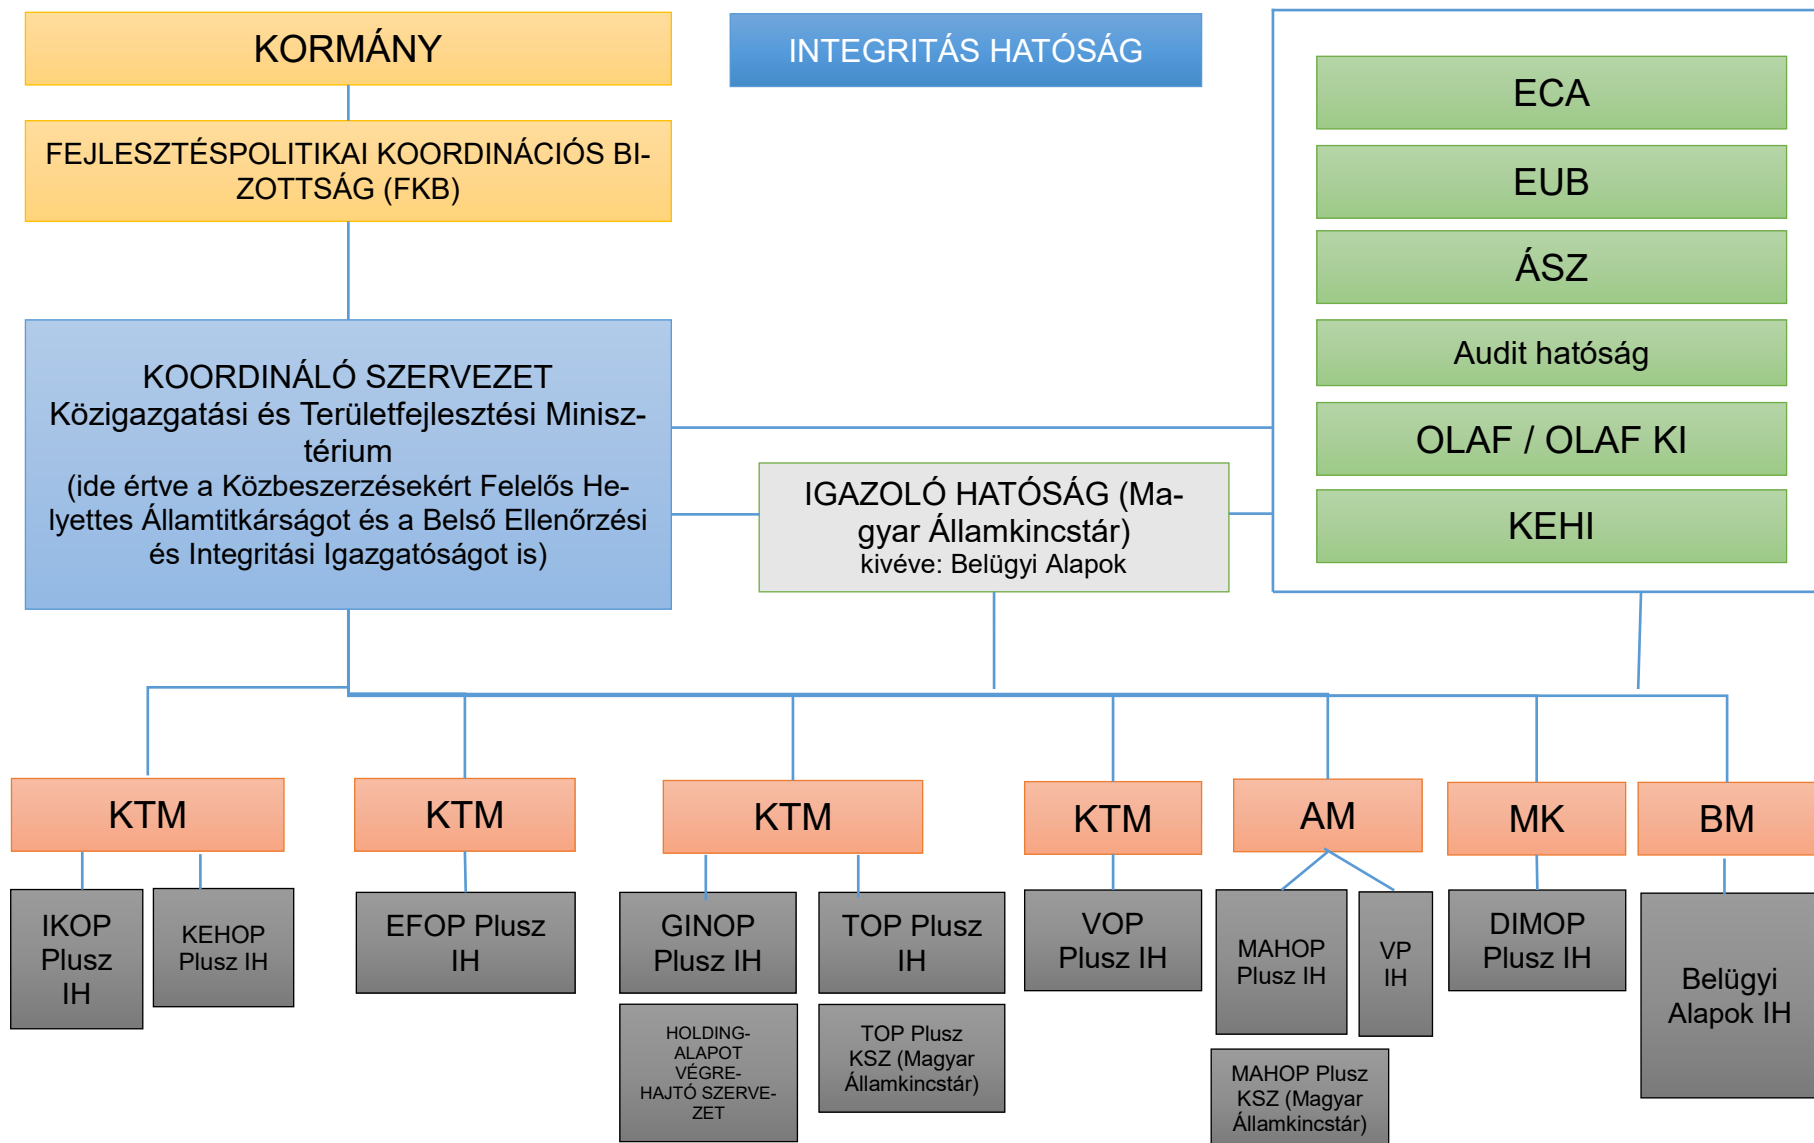 KORMÁNY
INTEGRITÁS HATÓSÁG
FEJLESZTÉSPOLITIKAI KOORDINÁCIÓS BI-
ZOTTSÁG (FKB)
ECA
EUB
ÁSZ
Audit hatóság
OLAF / OLAF KI
KEHI
KOORDINÁLÓ SZERVEZET
Közigazgatási és Területfejlesztési Minisz-
térium
(ide értve a Közbeszerzésekért Felelős He-
lyettes Államtitkárságot és a Belső Ellenőrzési
és Integritási Igazgatóságot is)
IGAZOLÓ HATÓSÁG (Ma-
gyar Államkincstár)
kivéve: Belügyi Alapok
KTM
KTM
KTM
KTM
AM
MK
BM
IKOP
Plusz
IH
KEHOP
Plusz IH
EFOP Plusz
IH
GINOP
Plusz IH
TOP Plusz
IH
VOP
Plusz IH
MAHOP
Plusz IH
VP
IH
DIMOP
Plusz IH
Belügyi
Alapok IH
HOLDING-
ALAPOT
VÉGRE-
HAJTÓ SZERVE-
ZET
TOP Plusz
KSZ (Magyar
Államkincstár)
MAHOP Plusz
KSZ (Magyar
Államkincstár)